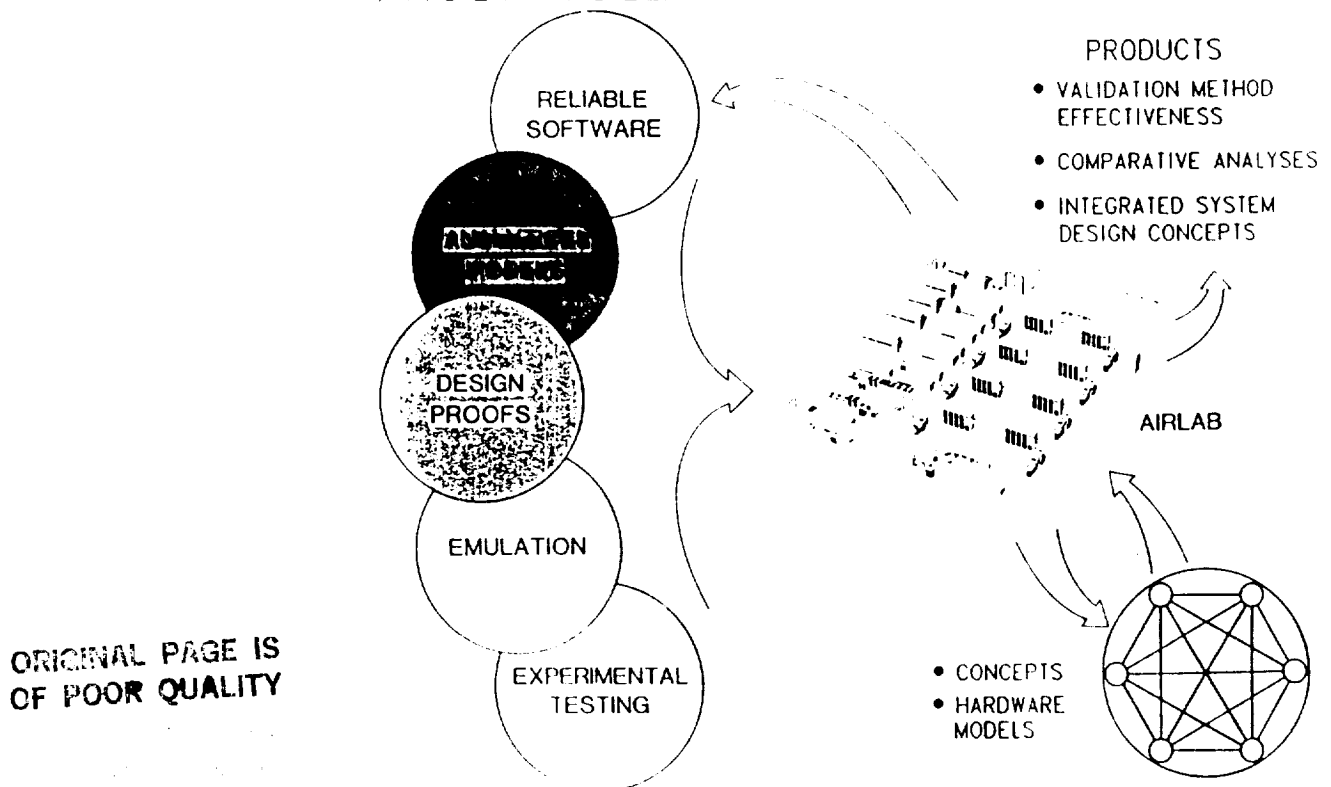 RELIABLE
SOFTWARE
MODELS
DESIGN
PROOFS
EMULATION
EXPERIMENTAL
TESTING
PRODUCTS
• VALIDATION METHOD
EFFECTIVENESS
• COMPARATIVE ANALYSES
• INTEGRATED SYSTEM
DESIGN CONCEPTS
AIRLAB
• CONCEPTS
• HARDWARE
MODELS
ORIGINAL PAGE IS
OF POOR QUALITY